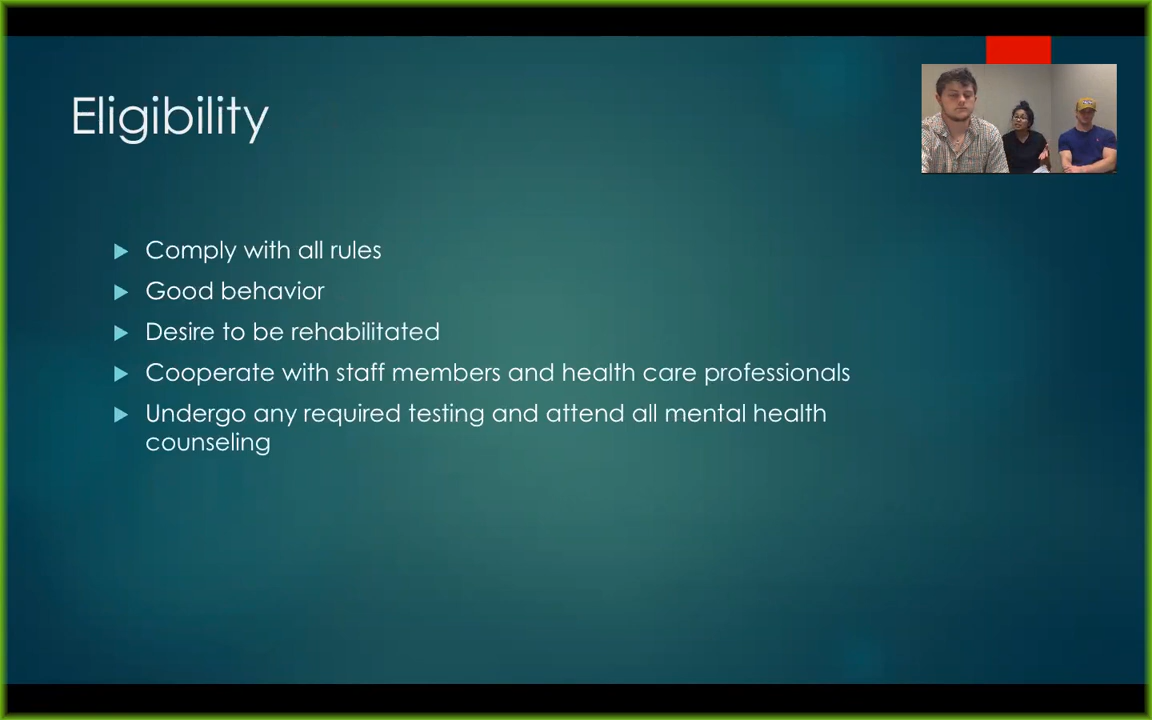 Eligibility
Comply with all rules
Good behavior
Desire to be rehabilitated
Cooperate with staff members and health care professionals
Undergo any required testing and attend all mental health
counseling